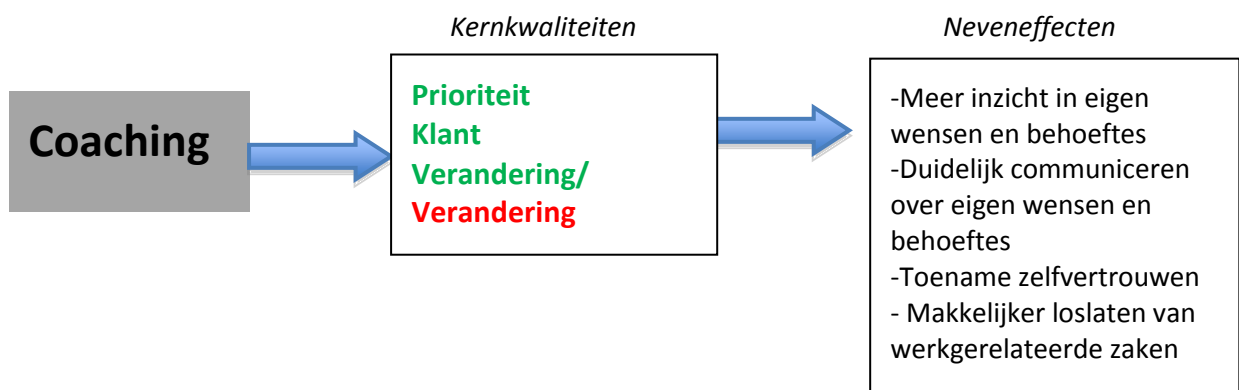 Kernkwaliteiten
Neveneffecten
Coaching
Prioriteit
Klant
Verandering/
Verandering
-Meer inzicht in eigen
wensen en behoeftes
-Duidelijk communiceren
over eigen wensen en
behoeftes
-Toename zelfvertrouwen
- Makkelijker loslaten van
werkgerelateerde zaken